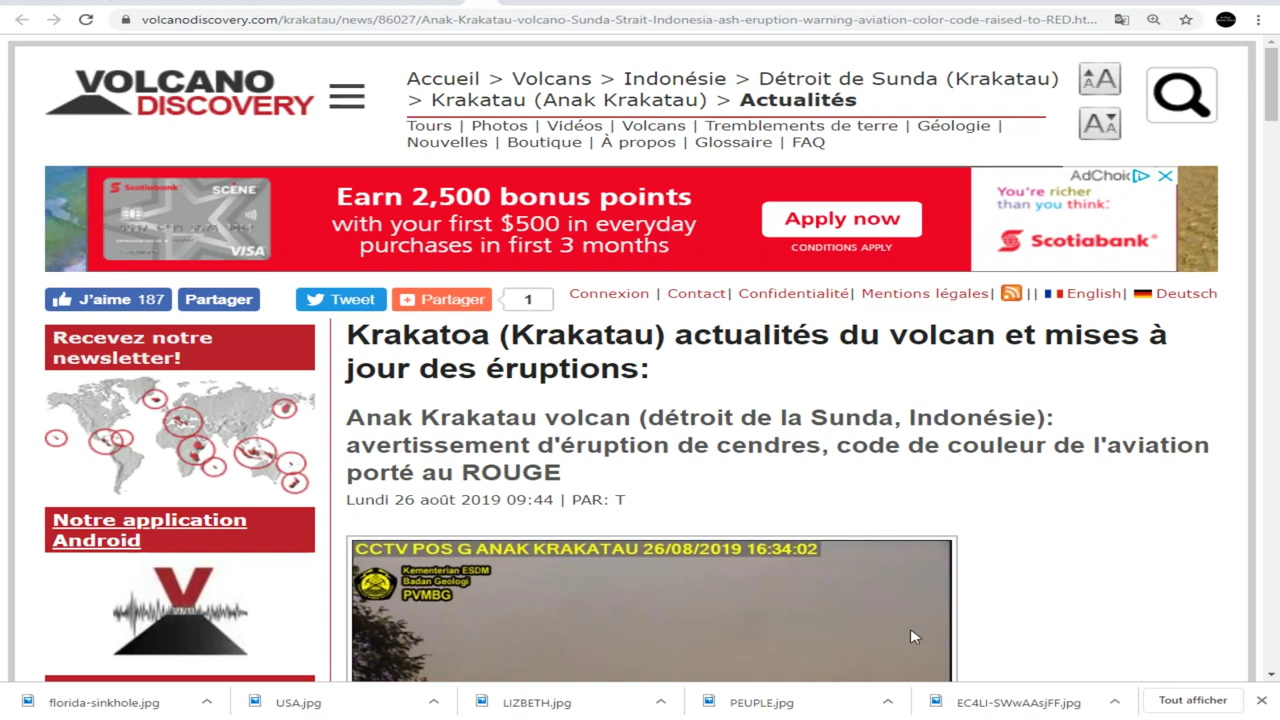 volcanodiscovery.com/krakatau/news/86027/Anak-Krakatau-volcano-Sunda-Strait-Indonesia-ash-eruption-warning-aviation-color-code-raised-to-RED.ht...
VOLCANO
DISCOVERY
Accueil > Volcans > Indonésie > Détroit de Sunda (Krakatau)
> Krakatau (Anak Krakatau) > Actualités
Tours | Photos | Vidéos | Volcans | Tremblements de terre | Géologie |
Nouvelles | Boutique | À propos | Glossaire | FAQ
AA
AA
Scotiabank
SCENE
VISA
Earn 2,500 bonus points
with your first $500 in everyday
purchases in first 3 months
Apply now
CONDITIONS APPLY
AdChoic
You're richer
than you think:
Scotiabank
J'aime 187
Partager
Tweet
Partager
1
Connexion | Contact| Confidentialité| Mentions légales| || English| Deutsch
Recevez notre
newsletter!
Notre application
Android
Krakatoa (Krakatau) actualités du volcan et mises à
jour des éruptions:
Anak Krakatau volcan (détroit de la Sunda, Indonésie):
avertissement d'éruption de cendres, code de couleur de l'aviation
porté au ROUGE
Lundi 26 août 2019 09:44 | PAR: T
CCTV POS G ANAK KRAKATAU 26/08/2019 16:34:02
Kementerian ESDM
Badan Geologi
PVMBG
florida-sinkhole.jpg
USA.jpg
LIZBETH.jpg
PEUPLE.jpg
EC4LI-SWwAAsjFF.jpg
Tout afficher